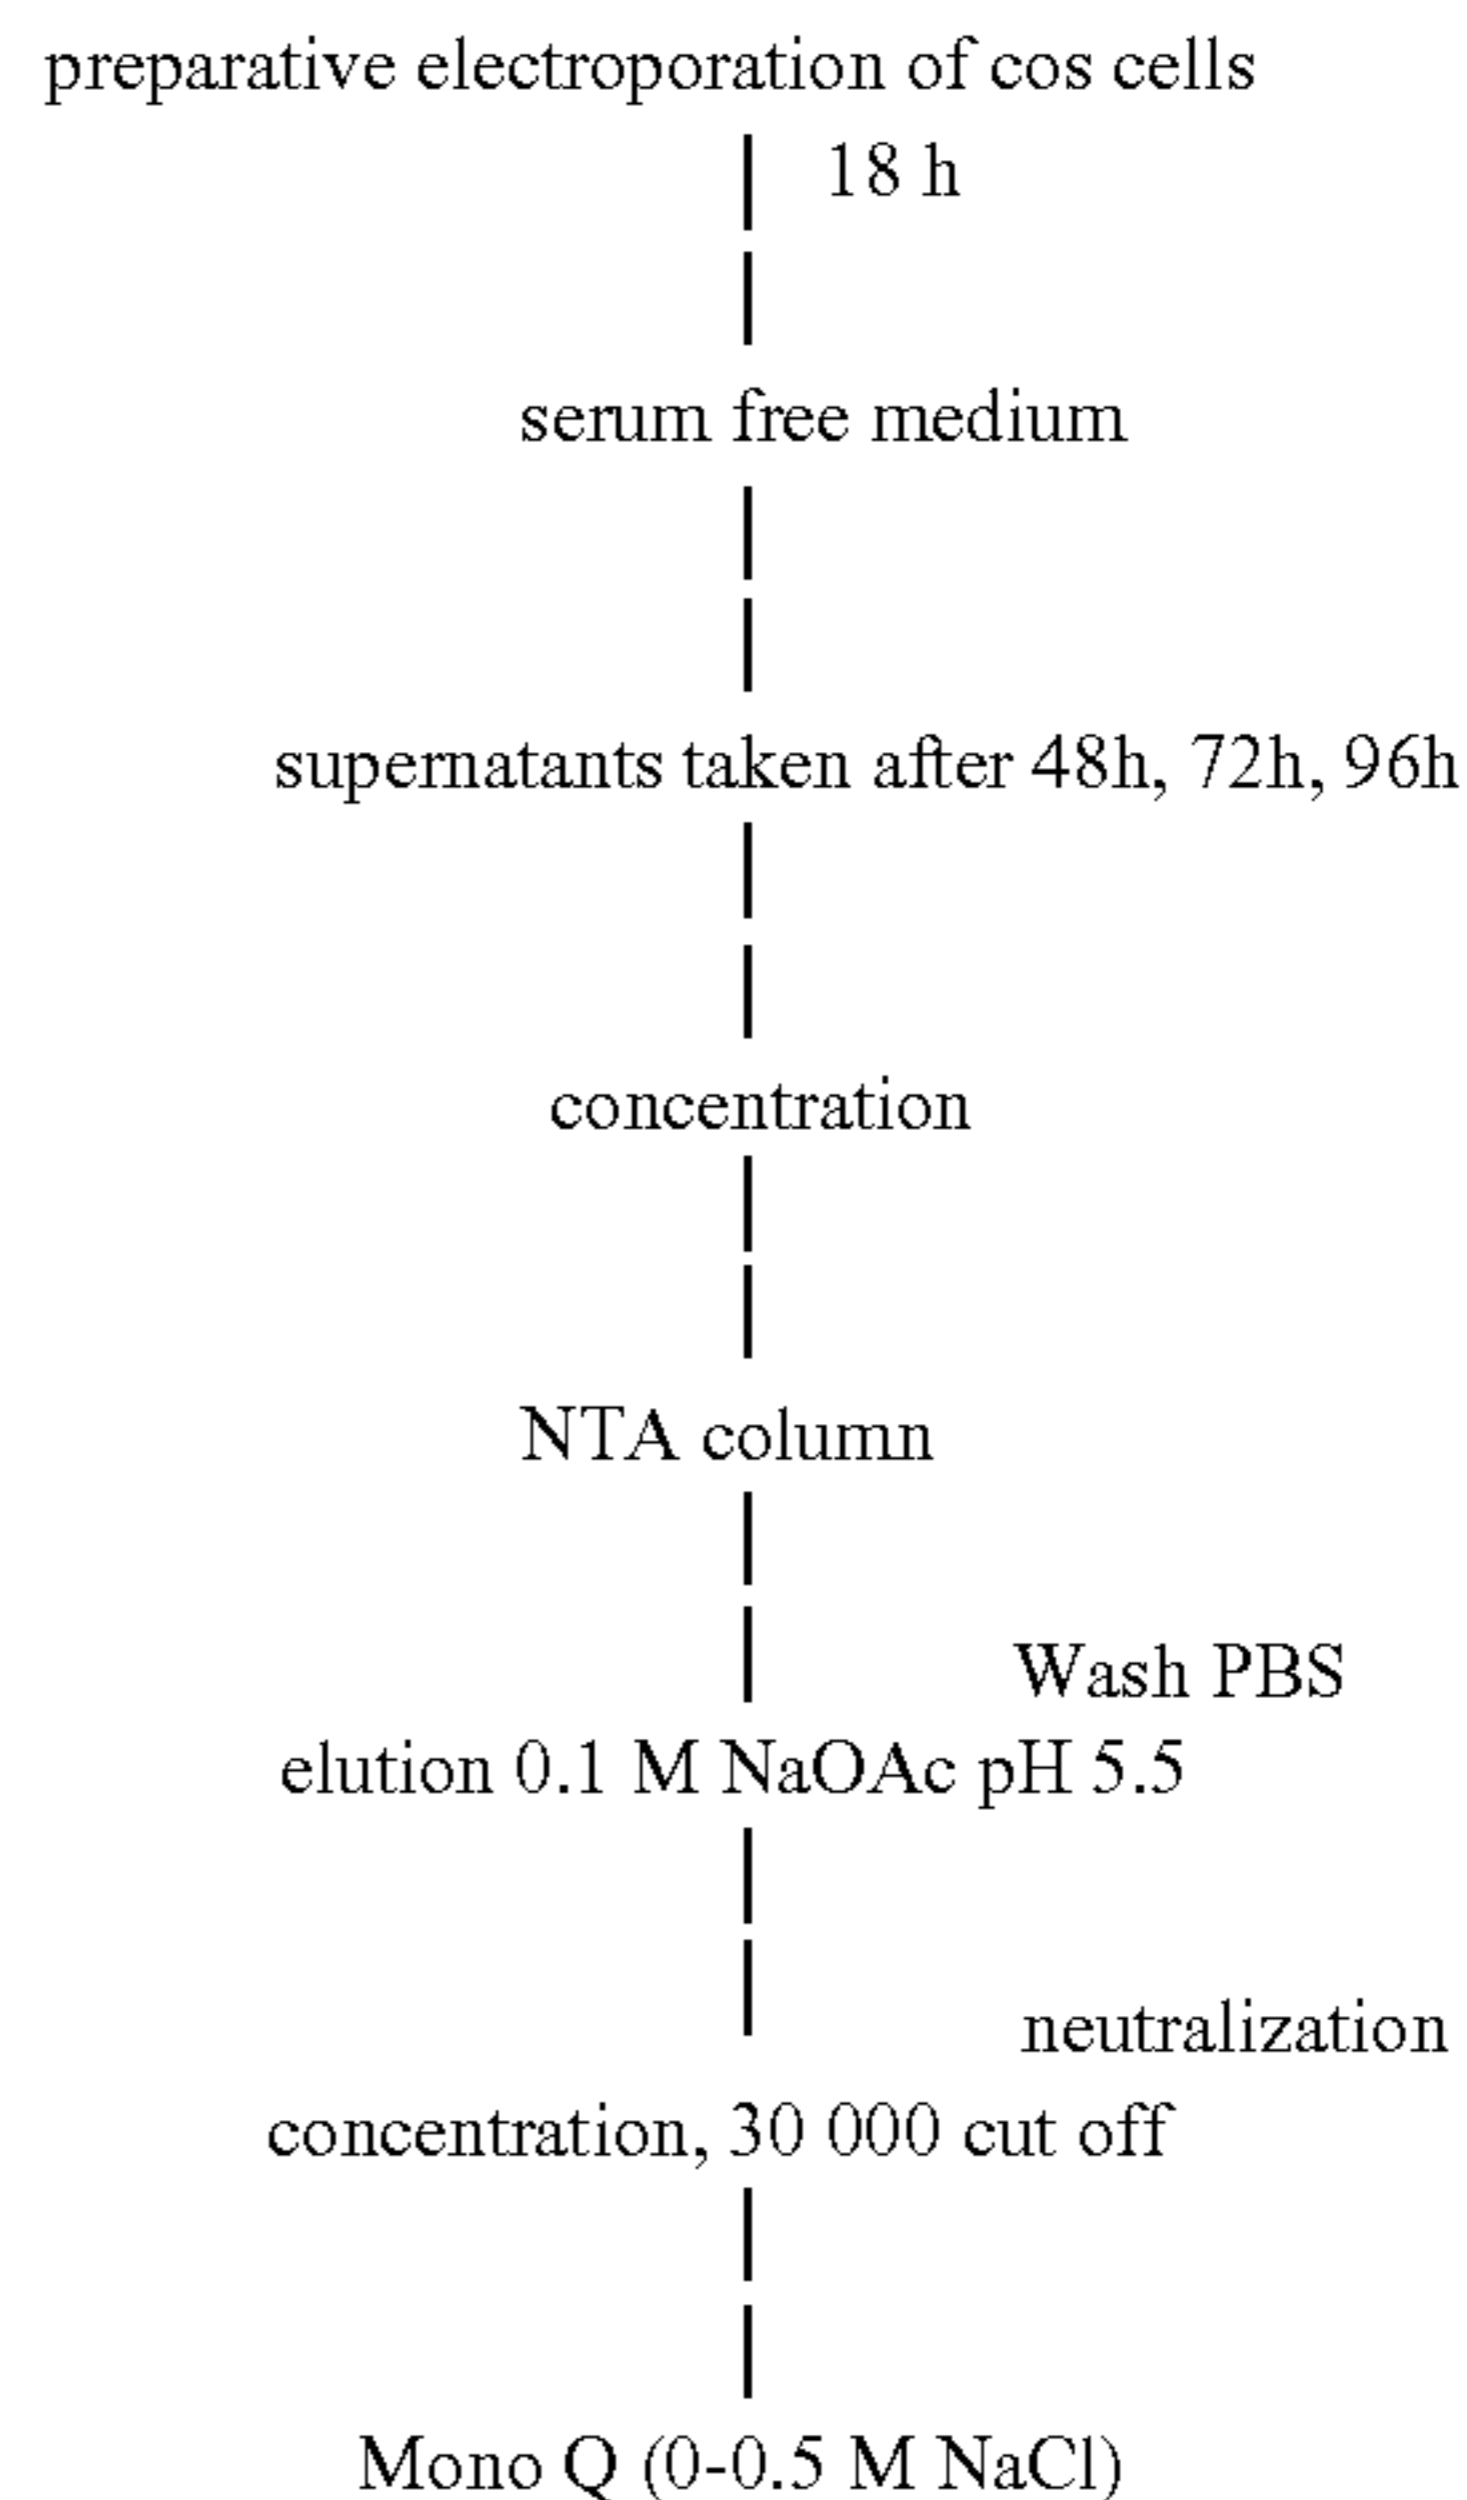 preparative electroporation of cos cells
18 h
serum free medium
supernatants taken after 48h, 72h, 96h
concentration
NTA column
Wash PBS
elution 0.1 M NaOAc pH 5.5
neutralization
concentration, 30 000 cut off
Mono Q (0-0.5 M NaCl)